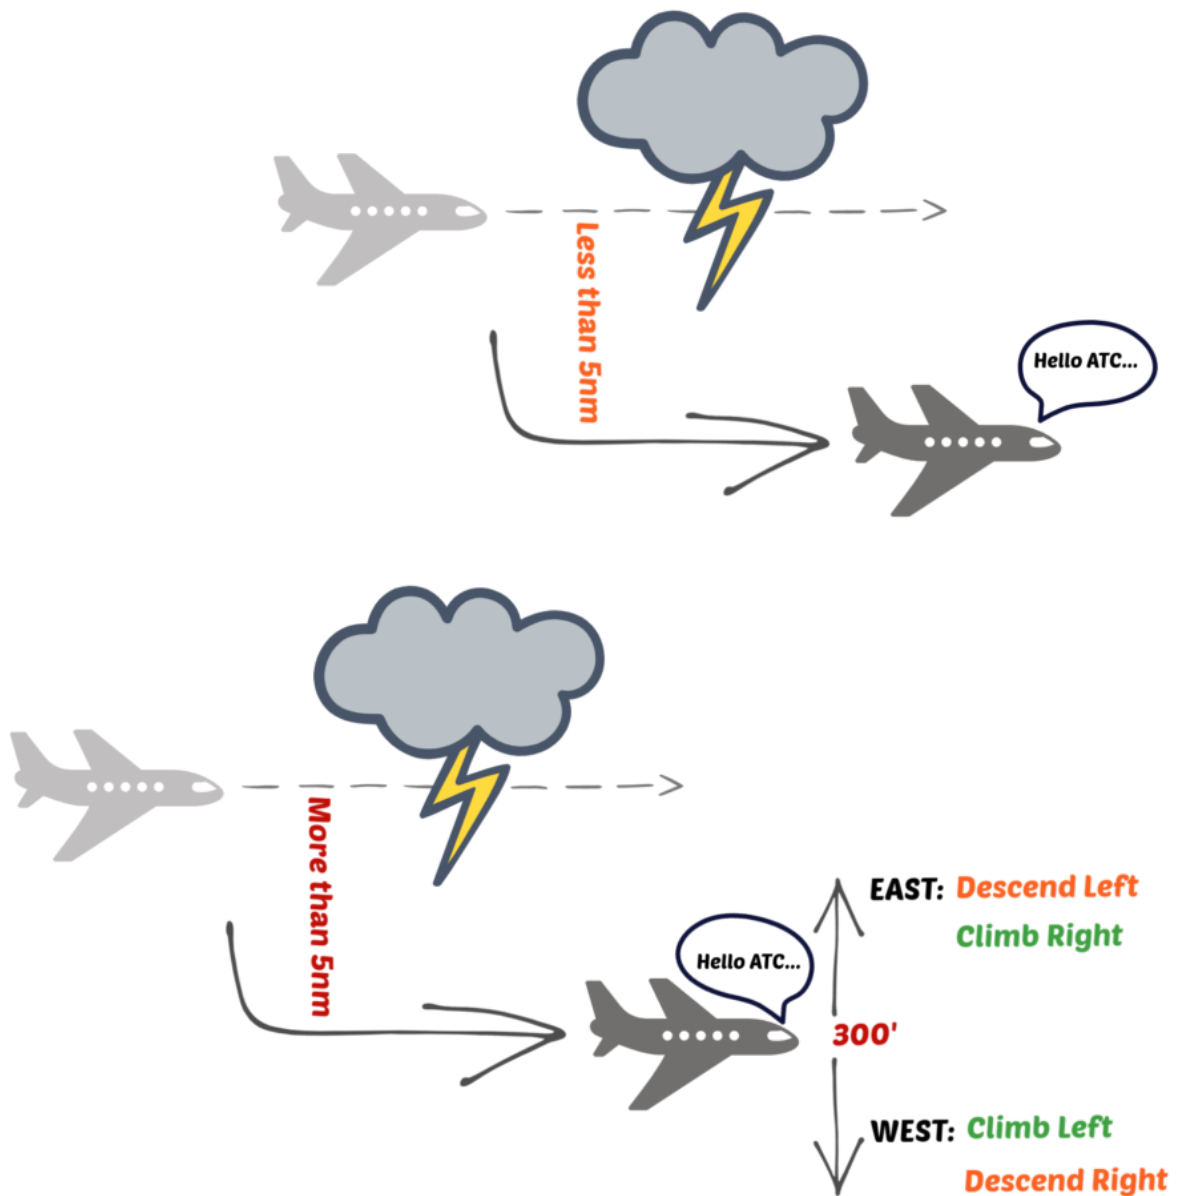 Less than 5nm
Hello ATC...
More than 5nm
EAST: Descend Left
Climb Right
Hello ATC...
300'
WEST: Climb Left
Descend Right